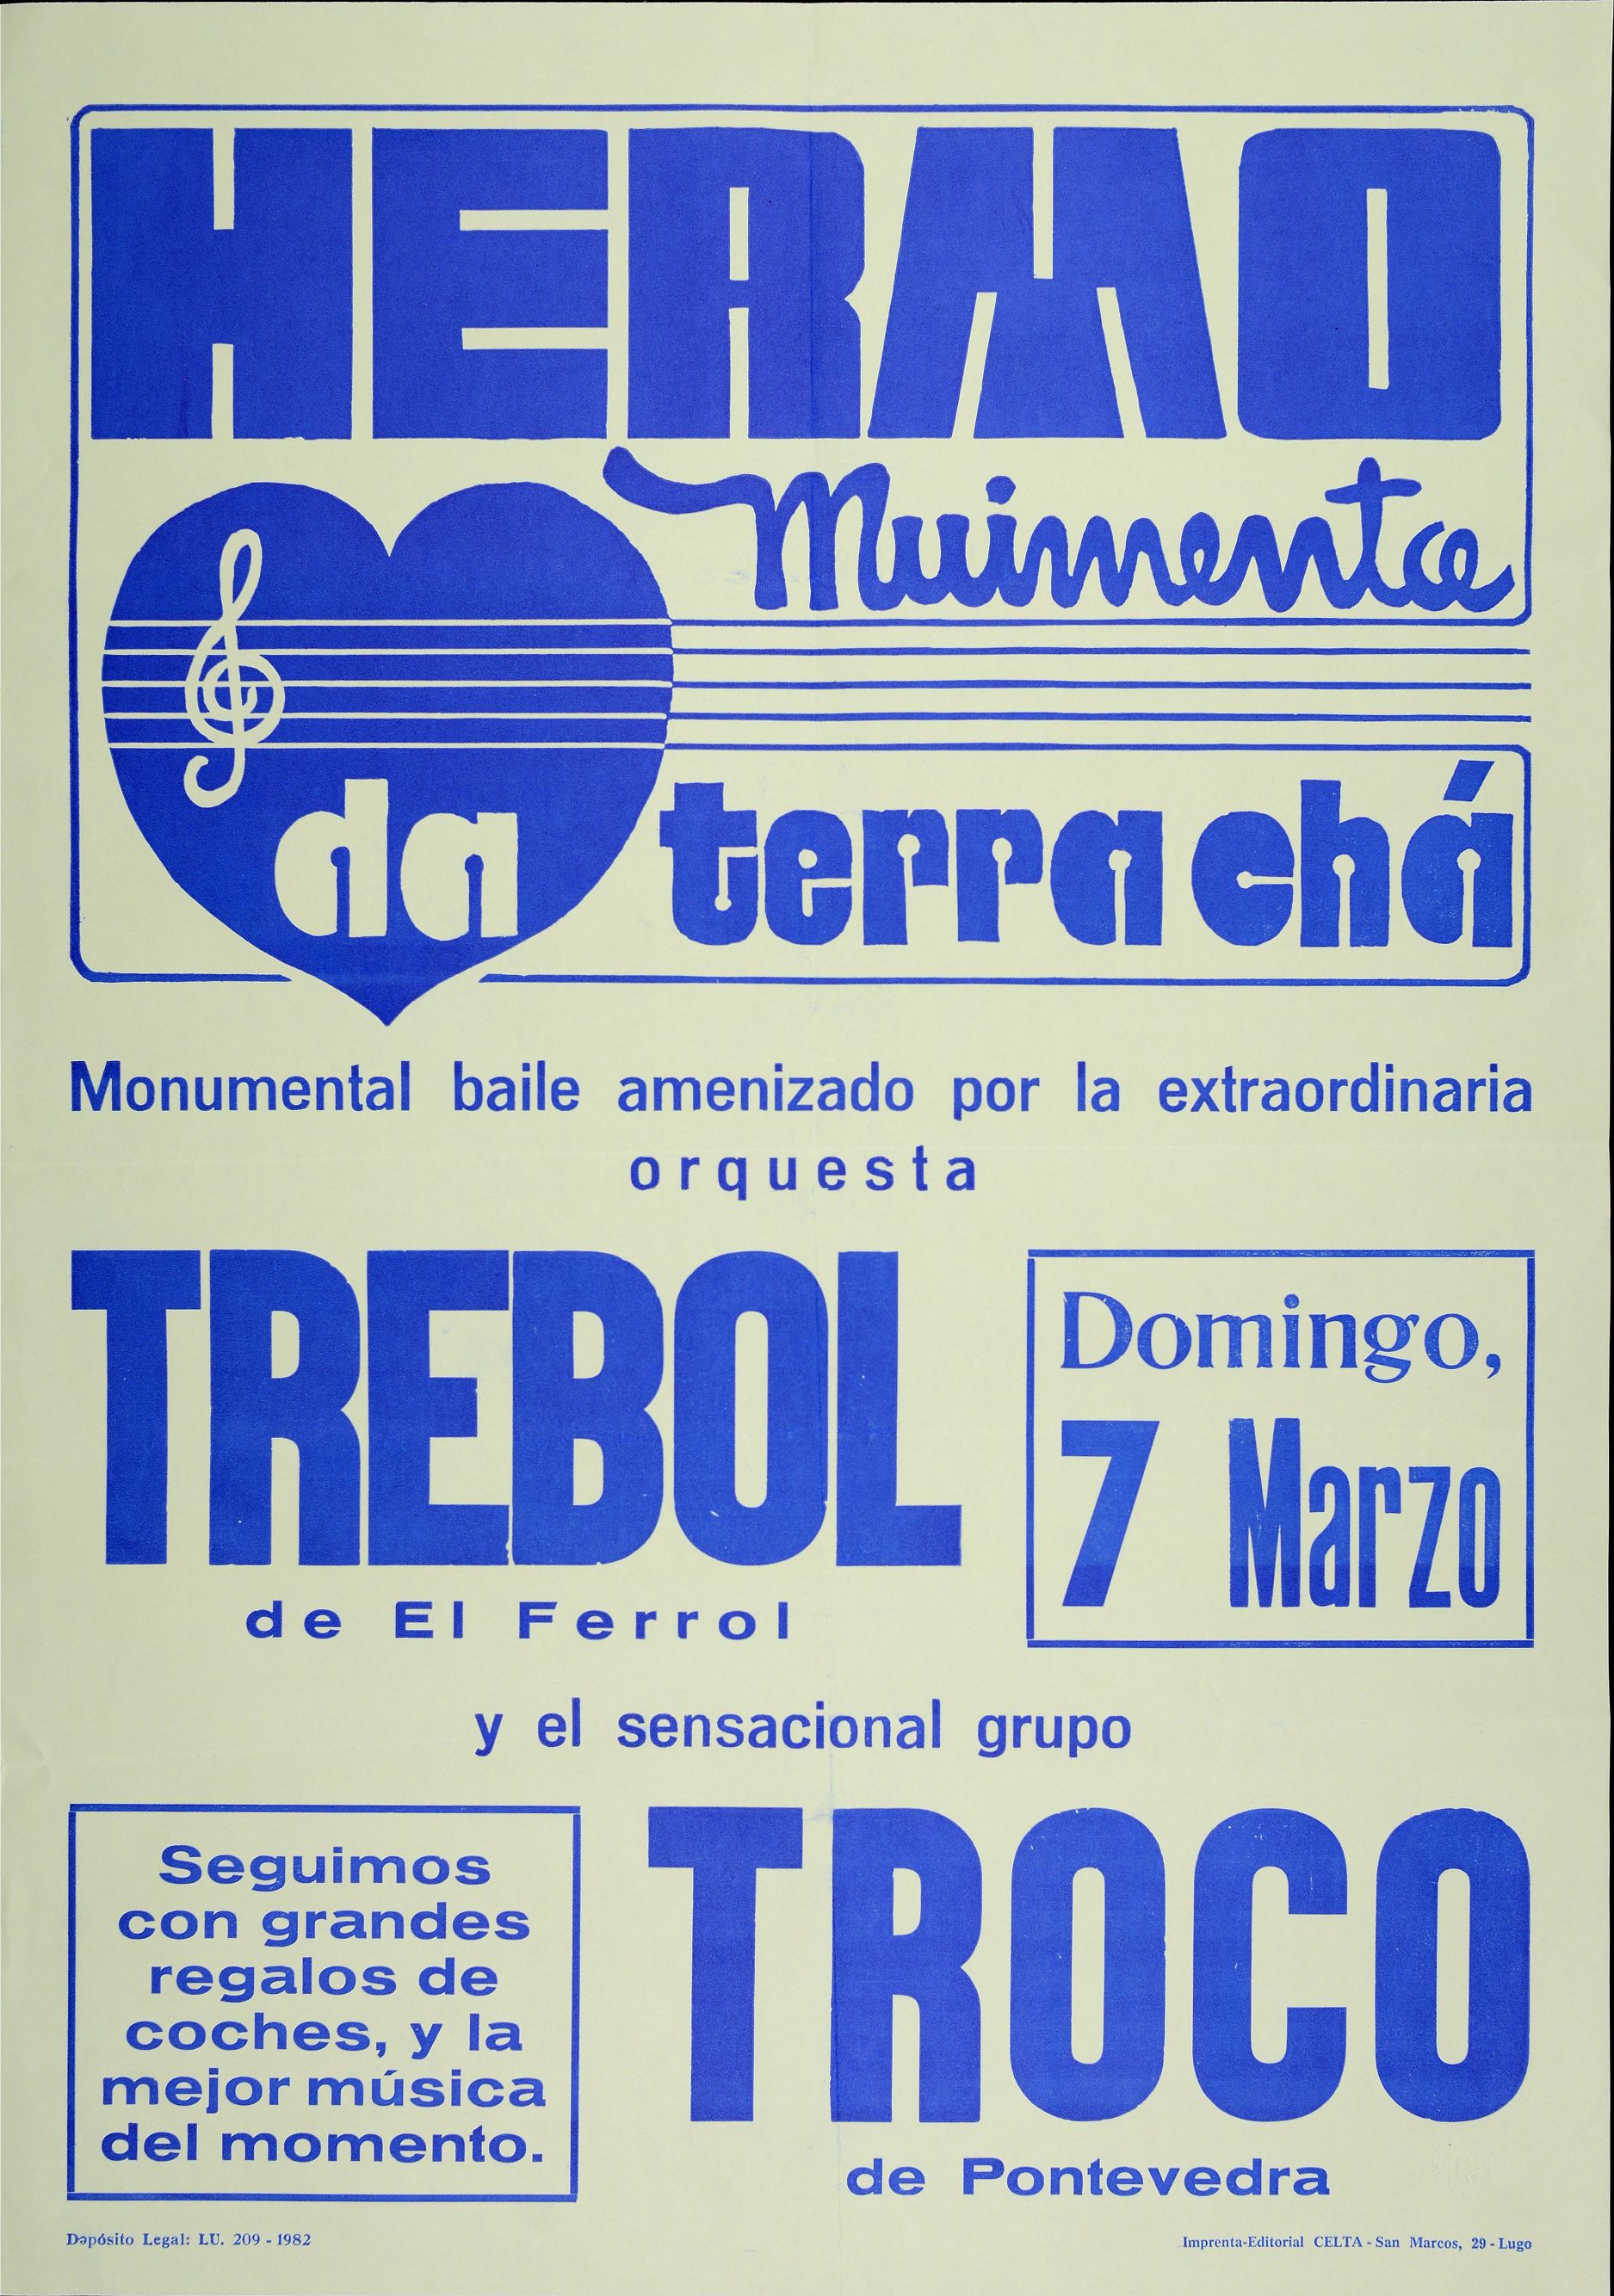 HERMO
Muimenta
da terra chá
Monumental baile amenizado por la extraordinaria
orquesta
TREBOL
de El Ferrol
Domingo,
7 Marzo
y el sensacional grupo
Seguimos
con grandes
regalos de
coches, y la
mejor música
del momento.
TROCO
de Pontevedra
Depósito Legal: LU. 209 - 1982
Imprenta-Editorial CELTA - San Marcos, 29 - Lugo